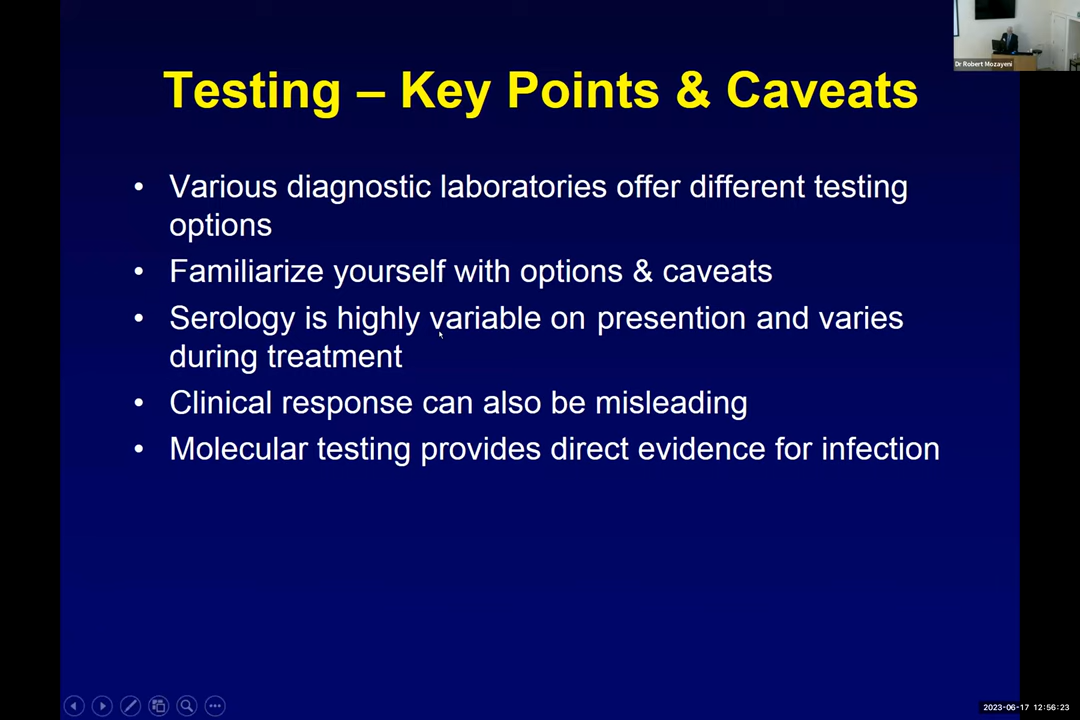 Dr Robert Mozayeni
Testing – Key Points & Caveats
• Various diagnostic laboratories offer different testing
options
• Familiarize yourself with options & caveats
• Serology is highly variable on presention and varies
during treatment
• Clinical response can also be misleading
• Molecular testing provides direct evidence for infection
2023-06-17 12:56:23